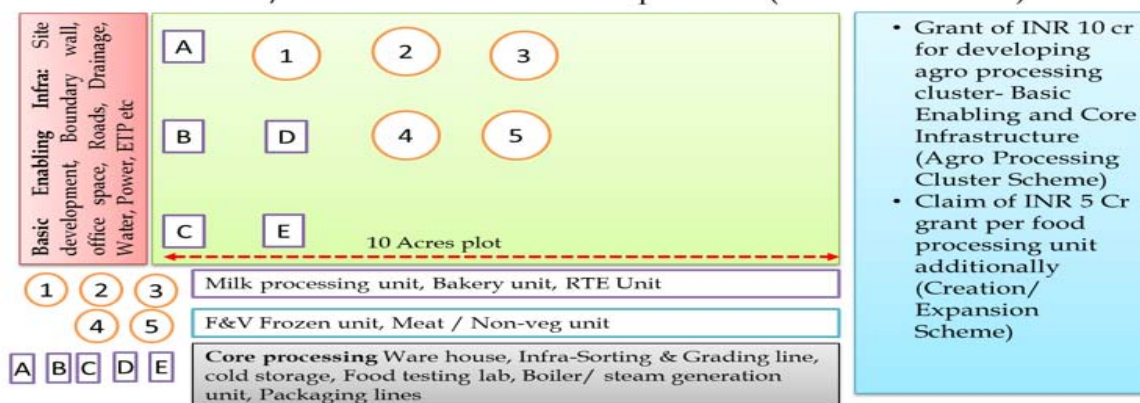 Basic Enabling Infra: Site
development, Boundary wall,
office space, Roads, Drainage,
Water, Power, ETP etc
A 1 2 3
B D 4 5
C E
10 Acres plot
1 2 3
4 5
Milk processing unit, Bakery unit, RTE Unit
F&V Frozen unit, Meat / Non-veg unit
A B C D E
Core processing Ware house, Infra-Sorting & Grading line,
cold storage, Food testing lab, Boiler/ steam generation
unit, Packaging lines
• Grant of INR 10 cr
for developing
agro processing
cluster- Basic
Enabling and Core
Infrastructure
(Agro Processing
Cluster Scheme)
• Claim of INR 5 Cr
grant per food
processing unit
additionally
(Creation/
Expansion
Scheme)